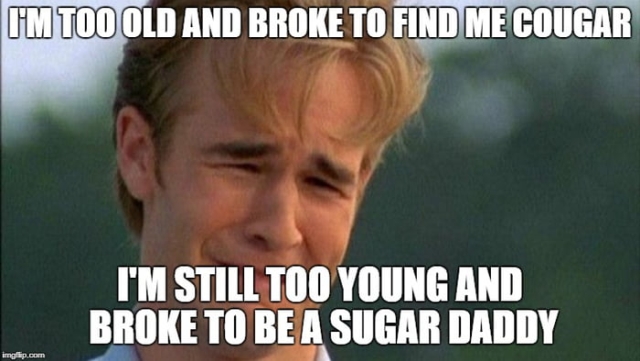 I'M TOO OLD AND BROKE TO FIND ME COUGAR
I'M STILL TOO YOUNG AND
BROKE TO BE A SUGAR DADDY
imgflip.com